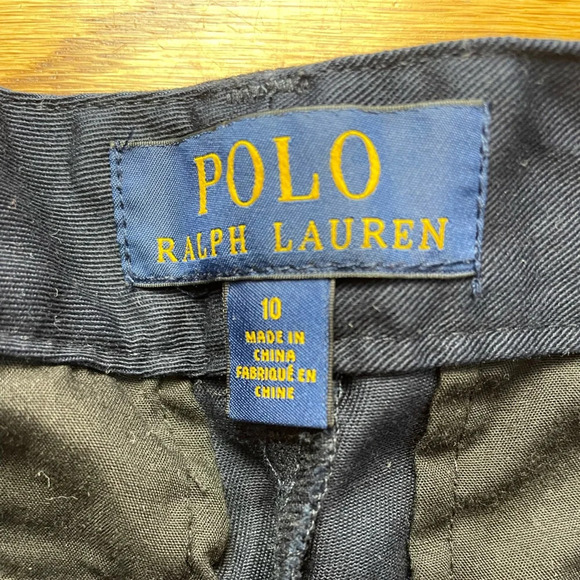 POLO
RALPH LAUREN
10
MADE IN
CHINA
FABRIQUÉ EN
CHINE